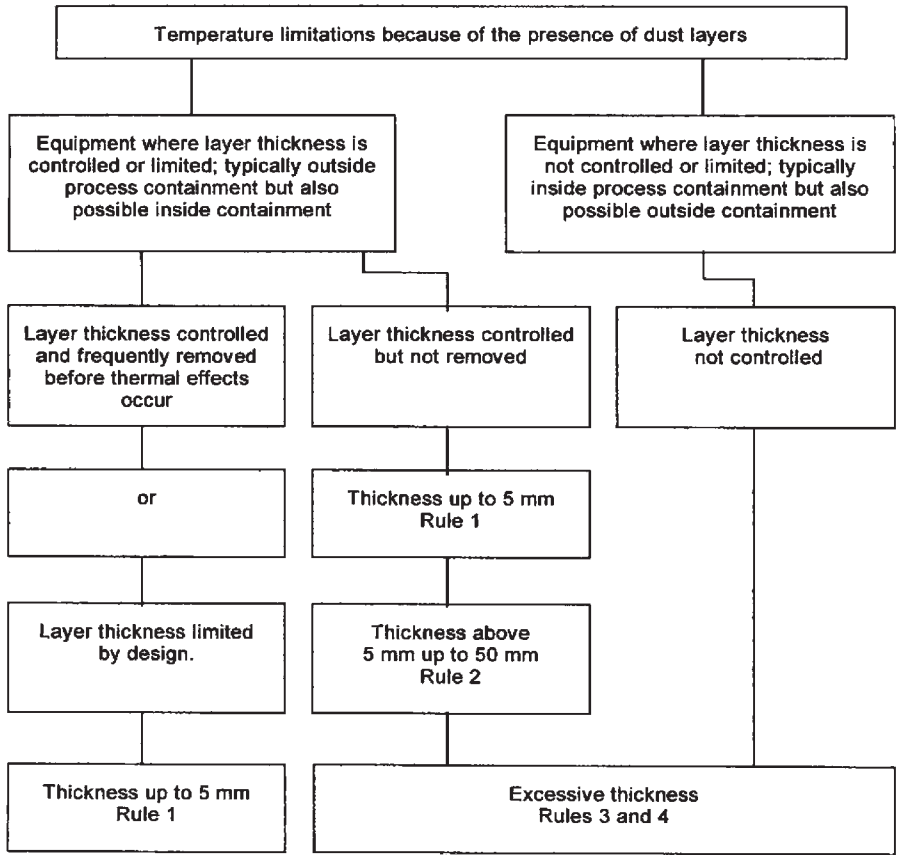 Temperature limitations because of the presence of dust layers
Equipment where layer thickness is
controlled or limited; typically outside
process containment but also
possible inside containment
Equipment where layer thickness is
not controlled or limited; typically
inside process containment but also
possible outside containment
Layer thickness controlled
and frequently removed
before thermal effects
occur
Layer thickness controlled
but not removed
Layer thickness
not controlled
or
Thickness up to 5 mm
Rule 1
Layer thickness limited
by design.
Thickness above
5 mm up to 50 mm
Rule 2
Thickness up to 5 mm
Rule 1
Excessive thickness
Rules 3 and 4